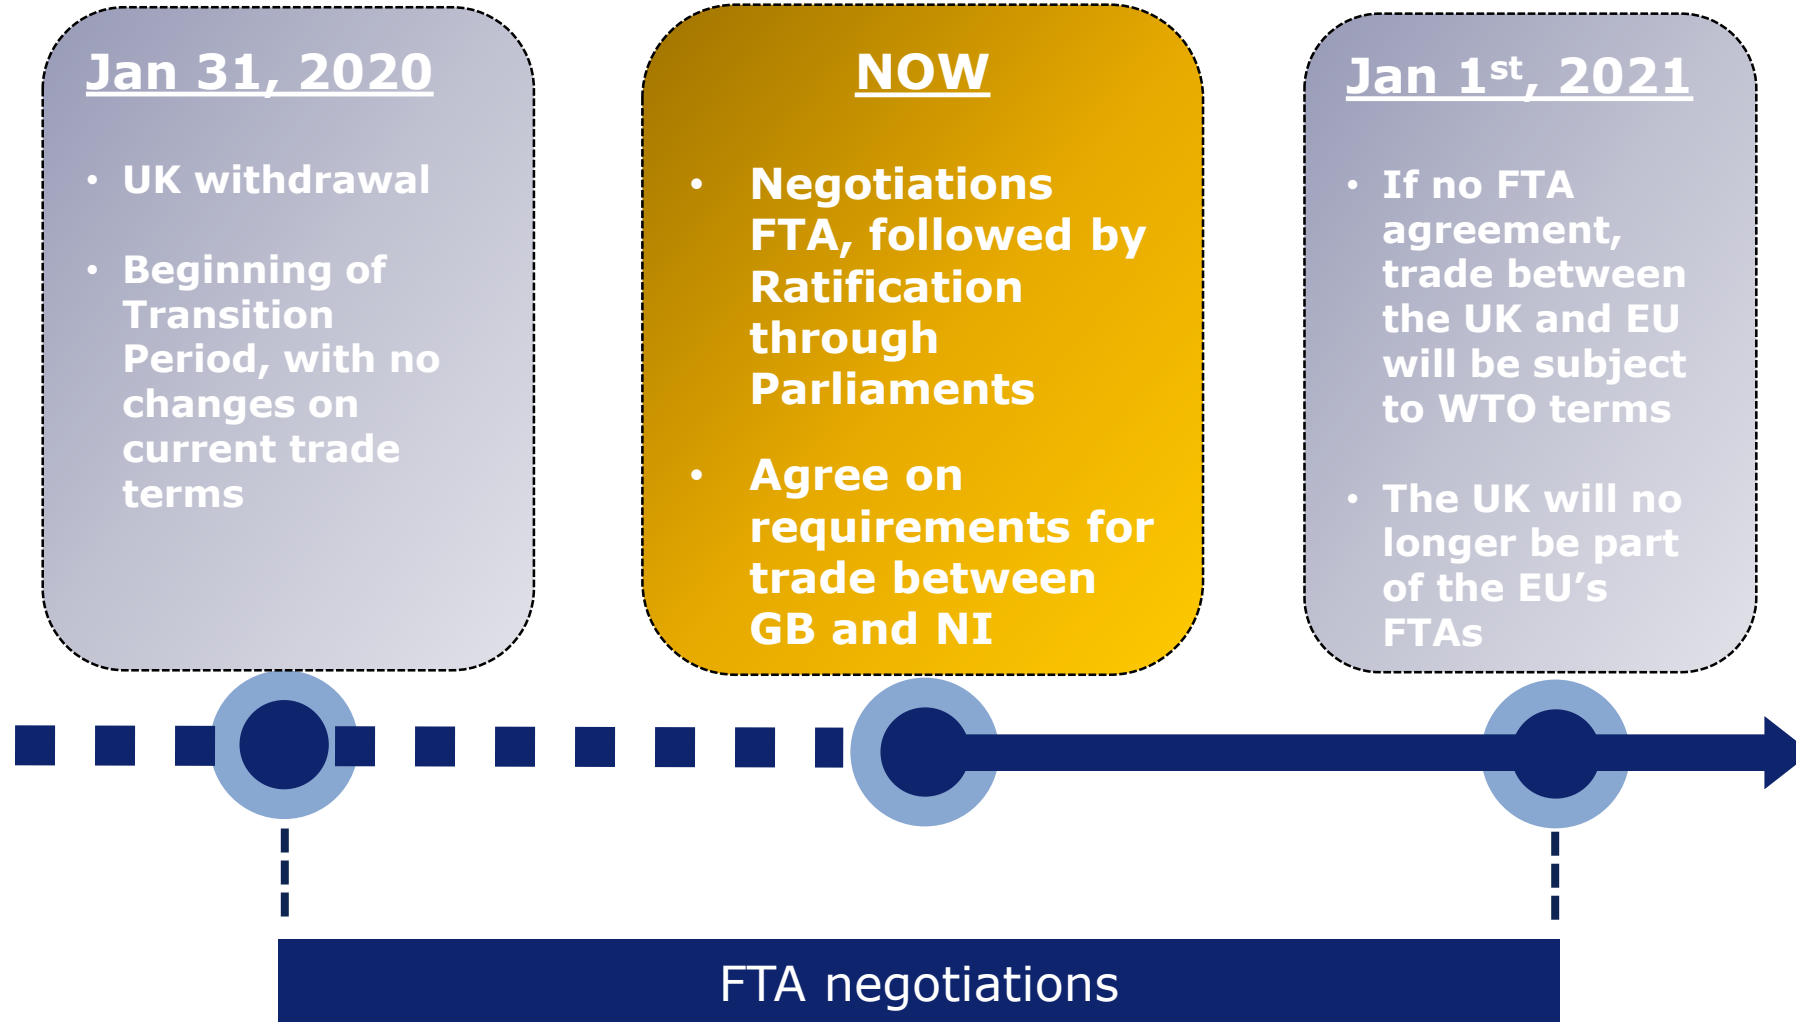 Jan 31, 2020
• UK withdrawal
• Beginning of
Transition
Period, with no
changes on
current trade
terms
NOW
• Negotiations
FTA, followed by
Ratification
through
Parliaments
• Agree on
requirements for
trade between
GB and NI
Jan 1st, 2021
• If no FTA
agreement,
trade between
the UK and EU
will be subject
to WTO terms
• The UK will no
longer be part
of the EU’s
FTAs
FTA negotiations